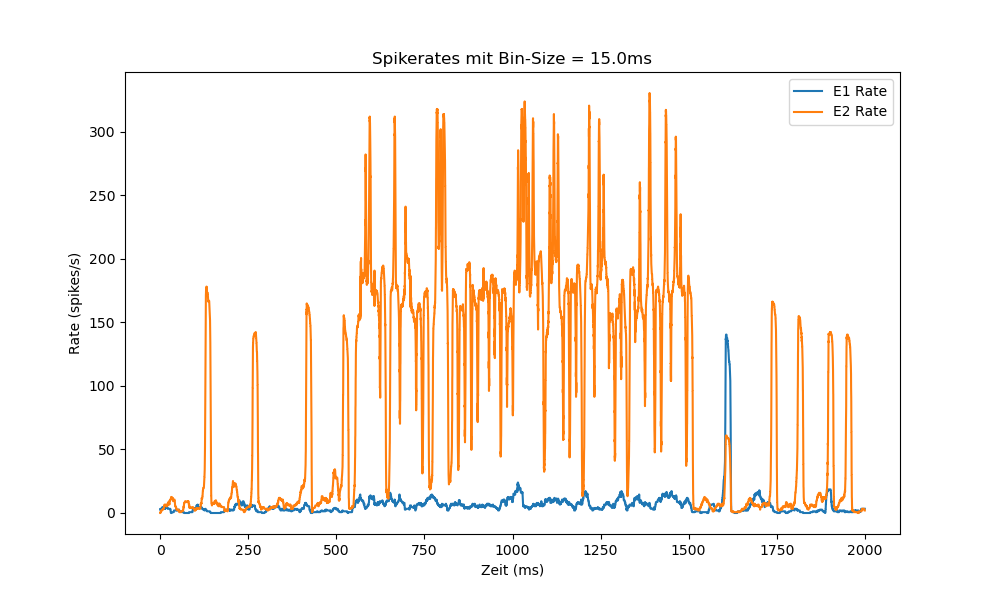 Spikerates mit Bin-Size = 15.0ms
E1 Rate
E2 Rate
Rate (spikes/s)
300
250
200
150
100
50
0
0 250 500 750 1000 1250 1500 1750 2000
Zeit (ms)